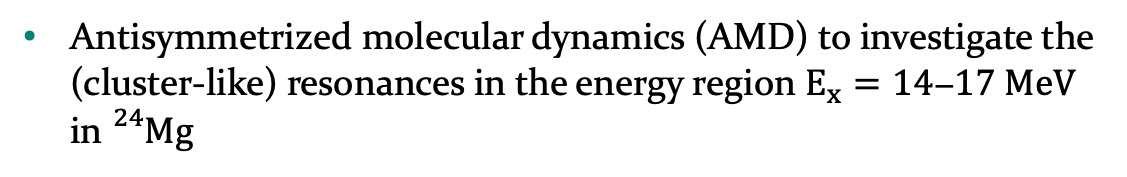 • Antisymmetrized molecular dynamics (AMD) to investigate the
(cluster-like) resonances in the energy region Eₓ = 14–17 MeV
in ²⁴Mg